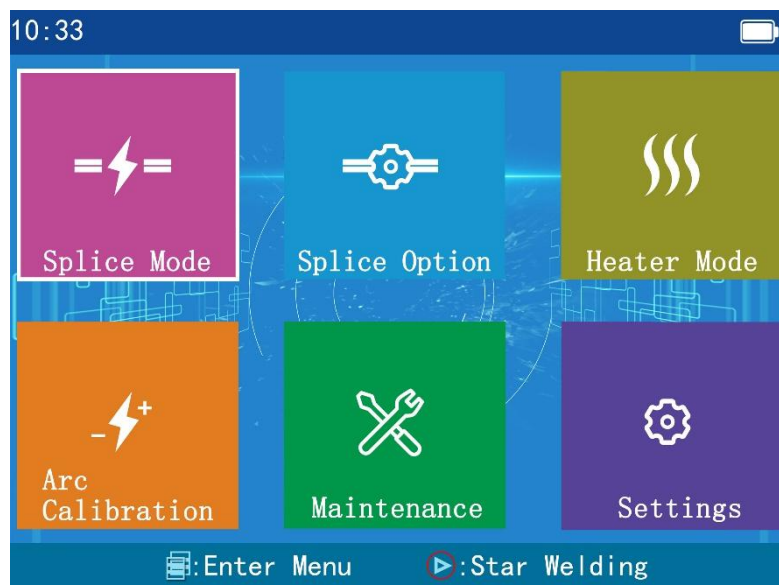 10:33
Splice Mode
Splice Option
Heater Mode
Arc
Calibration
Maintenance
Settings
:Enter Menu
:Star Welding